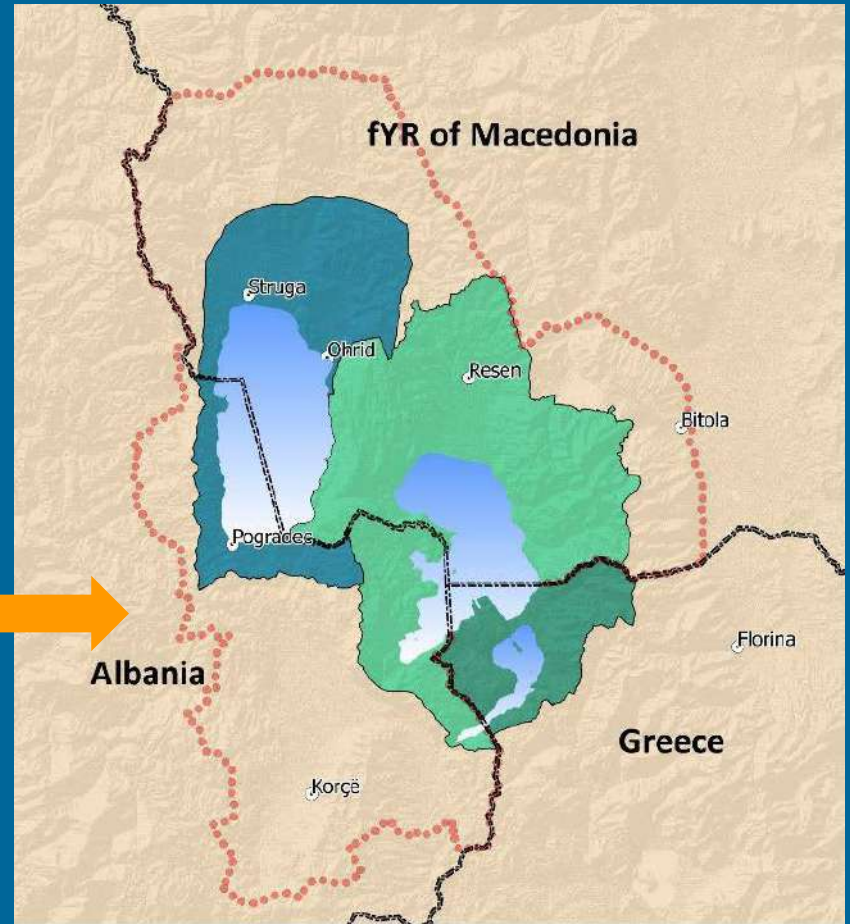 fYR of Macedonia
Struga
Ohrid
Resen
Bitola
Pogradec
Florina
Albania
Greece
Korçë